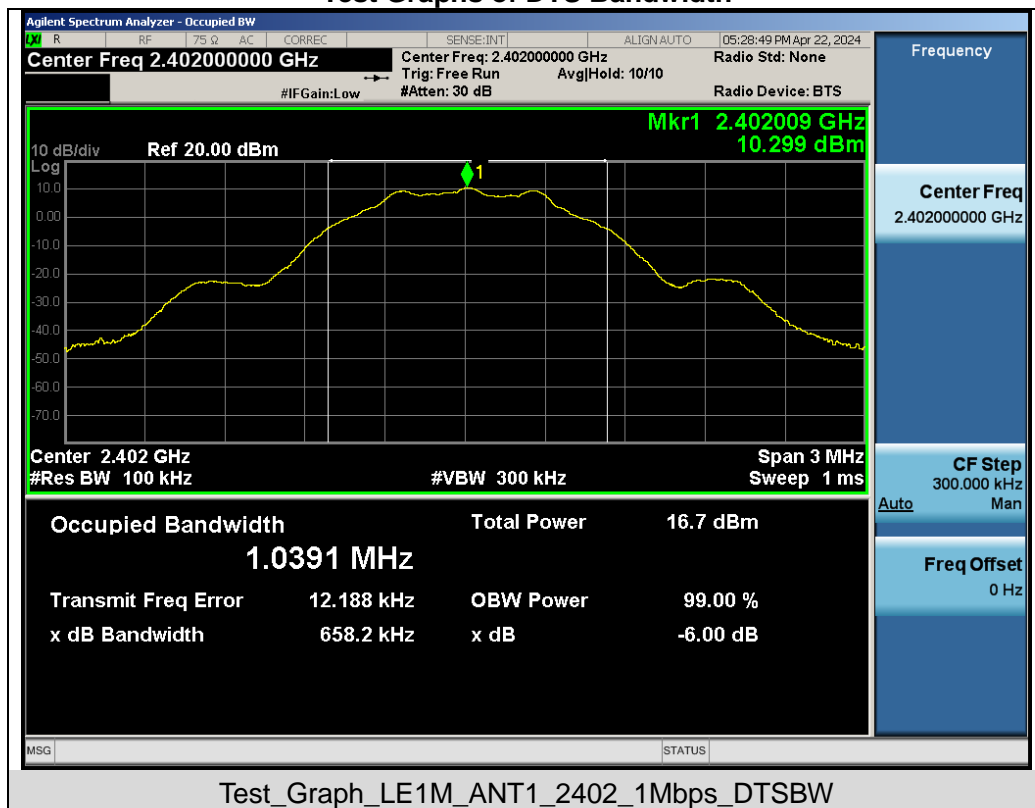 Test Graphs of DTS Bandwidth
Agilent Spectrum Analyzer - Occupied BW
LXI R RF 75 Ω AC CORREC SENSE:INT ALIGN AUTO 05:28:49 PM Apr 22, 2024
Center Freq 2.402000000 GHz
Center Freq: 2.402000000 GHz Radio Std: None
Trig: Free Run Avg|Hold: 10/10
#IFGain:Low #Atten: 30 dB Radio Device: BTS
Mkr1 2.402009 GHz
10.299 dBm
10 dB/div Ref 20.00 dBm
Log
1
10.0
0.00
-10.0
-20.0
-30.0
-40.0
-50.0
-60.0
-70.0
Center 2.402 GHz Span 3 MHz
#Res BW 100 kHz #VBW 300 kHz Sweep 1 ms
Occupied Bandwidth Total Power 16.7 dBm
1.0391 MHz
Transmit Freq Error 12.188 kHz OBW Power 99.00 %
x dB Bandwidth 658.2 kHz x dB -6.00 dB
MSG STATUS
Frequency
Center Freq
2.402000000 GHz
CF Step
300.000 kHz
Auto Man
Freq Offset
0 Hz
Test_Graph_LE1M_ANT1_2402_1Mbps_DTSBW